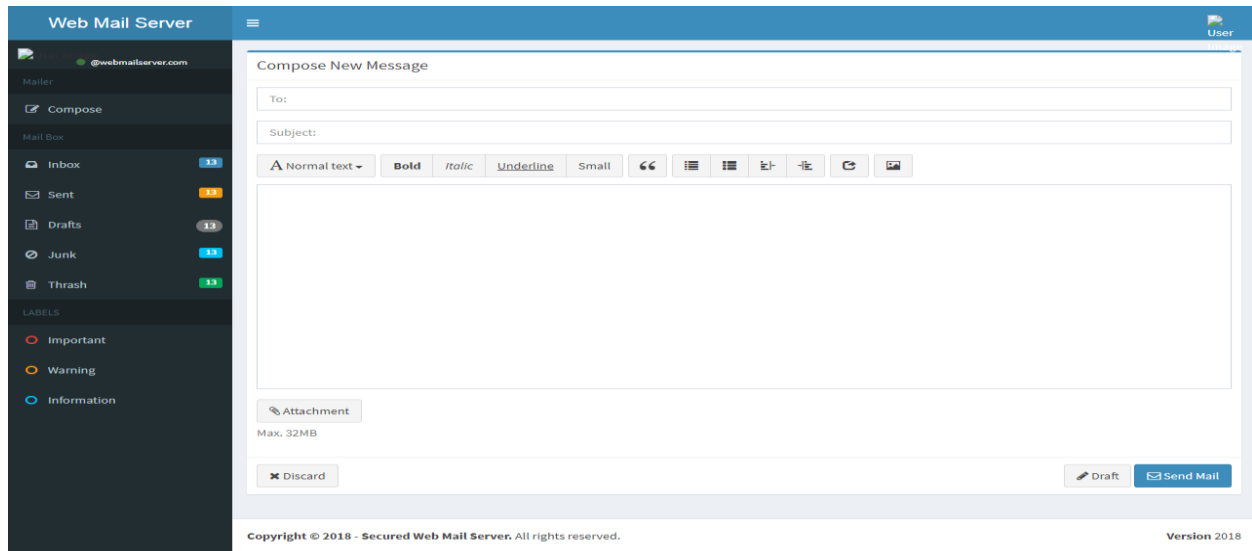 Web Mail Server
User
Image
@webmailserver.com
Mailer
Compose
Mail Box
Inbox 13
Sent 13
Drafts 13
Junk 13
Thrash 13
LABELS
Important
Warning
Information
Compose New Message
To:
Subject:
A Normal text Bold Italic Underline Small
Attachment
Max. 32MB
Discard Draft Send Mail
Copyright © 2018 - Secured Web Mail Server. All rights reserved. Version 2018